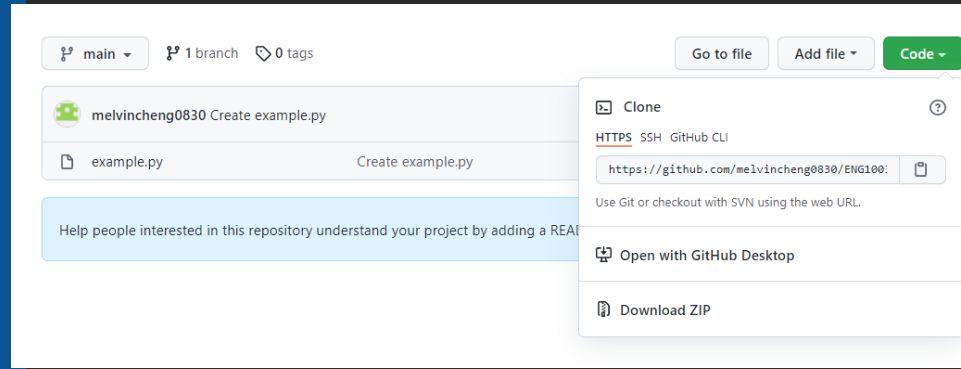 main 1 branch 0 tags Go to file Add file Code
melvincheng0830 Create example.py
example.py Create example.py
Help people interested in this repository understand your project by adding a
Clone
HTTPS SSH GitHub CLI
https://github.com/melvincheng0830/ENG100
Use Git or checkout with SVN using the web URL.
Open with GitHub Desktop
Download ZIP